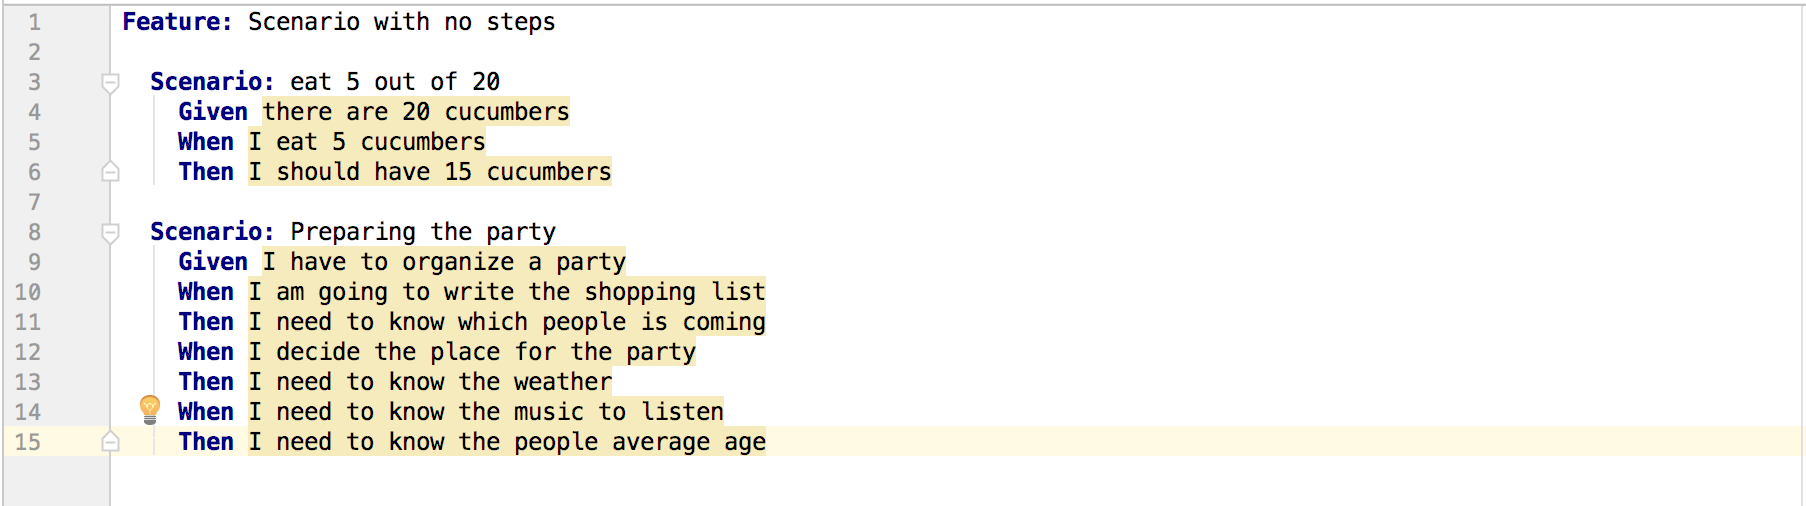 1 Feature: Scenario with no steps
2
3 Scenario: eat 5 out of 20
4 Given there are 20 cucumbers
5 When I eat 5 cucumbers
6 Then I should have 15 cucumbers
7
8 Scenario: Preparing the party
9 Given I have to organize a party
10 When I am going to write the shopping list
11 Then I need to know which people is coming
12 When I decide the place for the party
13 Then I need to know the weather
14 When I need to know the music to listen
15 Then I need to know the people average age